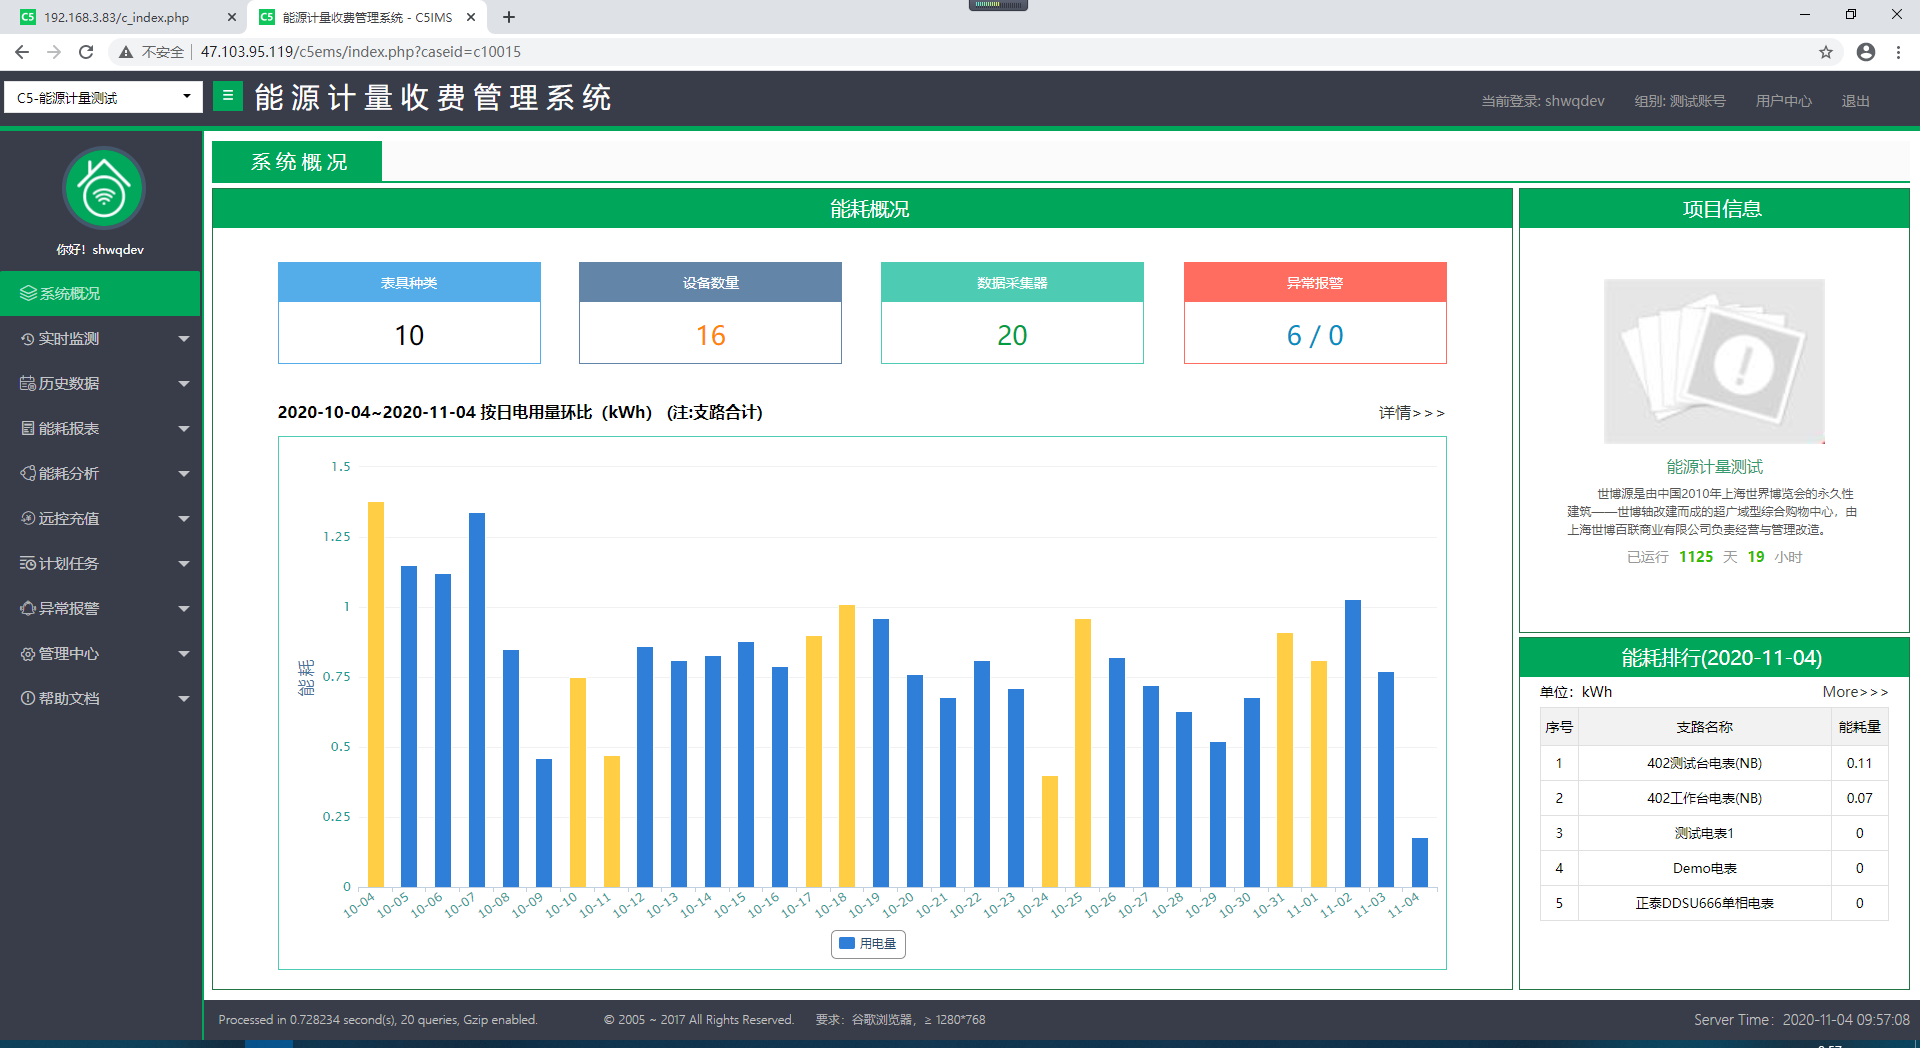 C5 192.168.3.83/c_index.php
C5 能源计量收费管理系统 - C5IMS
不安全 47.103.95.119/c5ems/index.php?caseid=c10015
C5-能源计量测试
能源计量收费管理系统
当前登录: shwqdev 组别: 测试账号 用户中心 退出
你好！shwqdev
系统概况
实时监测
历史数据
能耗报表
能耗分析
远控充值
计划任务
异常报警
管理中心
帮助文档
系统概况
能耗概况
表具种类
10
设备数量
16
数据采集器
20
异常报警
6 / 0
2020-10-04~2020-11-04 按日电用量环比（kWh） (注:支路合计)
详情>>>
能耗
1.5
1.25
1
0.75
0.5
0.25
0
10-04 10-05 10-06 10-07 10-08 10-09 10-10 10-11 10-12 10-13 10-14 10-15 10-16 10-17 10-18 10-19 10-20 10-21 10-22 10-23 10-24 10-25 10-26 10-27 10-28 10-29 10-30 10-31 11-01 11-02 11-03 11-04
用电量
项目信息
能源计量测试
世博源是由中国2010年上海世界博览会的永久性
建筑——世博轴改建而成的超广域型综合购物中心，由
上海世博百联商业有限公司负责经营与管理改造。
已运行 1125 天 19 小时
能耗排行(2020-11-04)
单位：kWh More>>>
序号 支路名称 能耗量
1 402测试台电表(NB) 0.11
2 402工作台电表(NB) 0.07
3 测试电表1 0
4 Demo电表 0
5 正泰DDSU666单相电表 0
Processed in 0.728234 second(s), 20 queries, Gzip enabled.
© 2005 ~ 2017 All Rights Reserved.
要求：谷歌浏览器，≥ 1280*768
Server Time：2020-11-04 09:57:08